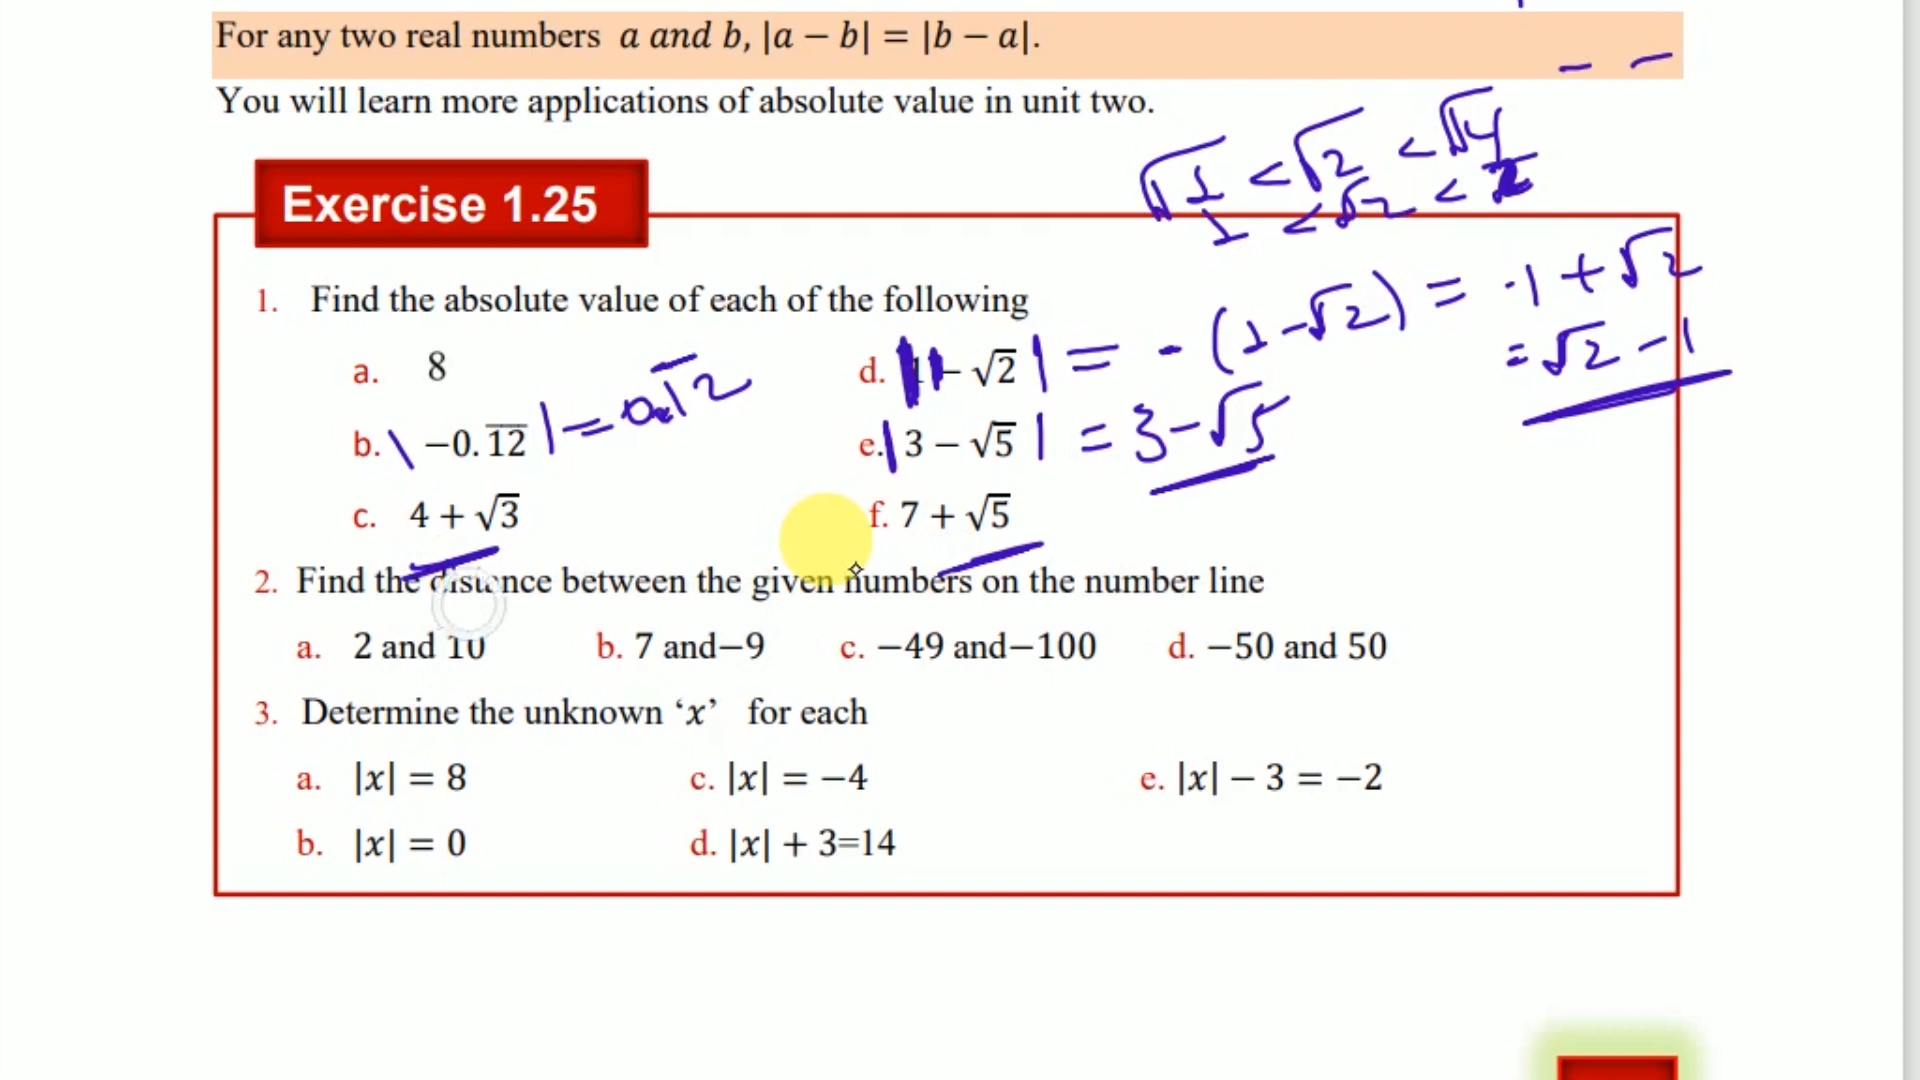 For any two real numbers a and b, |a − b| = |b − a|.
You will learn more applications of absolute value in unit two.
√1 < √2 < √4
1 < √2 < 2
Exercise 1.25
1. Find the absolute value of each of the following
a. 8
d. |1 − √2| = -(1-√2) = -1+√2
= √2 - 1
b. |−0.1̅2̅| = 0.1̅2̅
e. |3 − √5| = 3-√5
c. 4 + √3
f. 7 + √5
2. Find the distance between the given numbers on the number line
a. 2 and 10 b. 7 and−9 c. −49 and−100 d. −50 and 50
3. Determine the unknown ‘x’ for each
a. |x| = 8 c. |x| = −4 e. |x| − 3 = −2
b. |x| = 0 d. |x| + 3=14